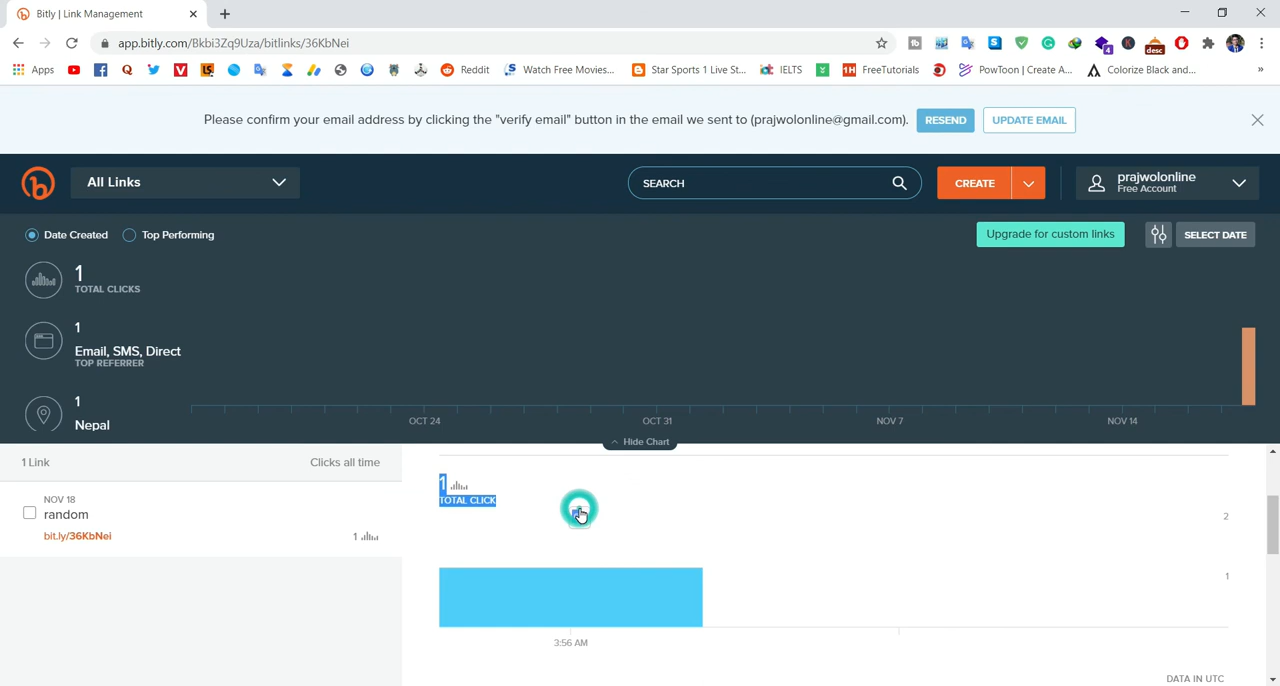 Bitly | Link Management
app.bitly.com/Bkbi3Zq9Uza/bitlinks/36KbNei
Apps
Reddit
Watch Free Movies...
Star Sports 1 Live St...
IELTS
FreeTutorials
PowToon | Create A...
Colorize Black and...
»
Please confirm your email address by clicking the "verify email" button in the email we sent to (prajwolonline@gmail.com).
RESEND
UPDATE EMAIL
All Links
SEARCH
CREATE
prajwolonline
Free Account
Date Created
Top Performing
Upgrade for custom links
SELECT DATE
1
TOTAL CLICKS
1
Email, SMS, Direct
TOP REFERRER
1
Nepal
OCT 24
OCT 31
NOV 7
NOV 14
Hide Chart
1 Link
Clicks all time
NOV 18
random
bit.ly/36KbNei
1
1
TOTAL CLICK
2
1
3:56 AM
DATA IN UTC